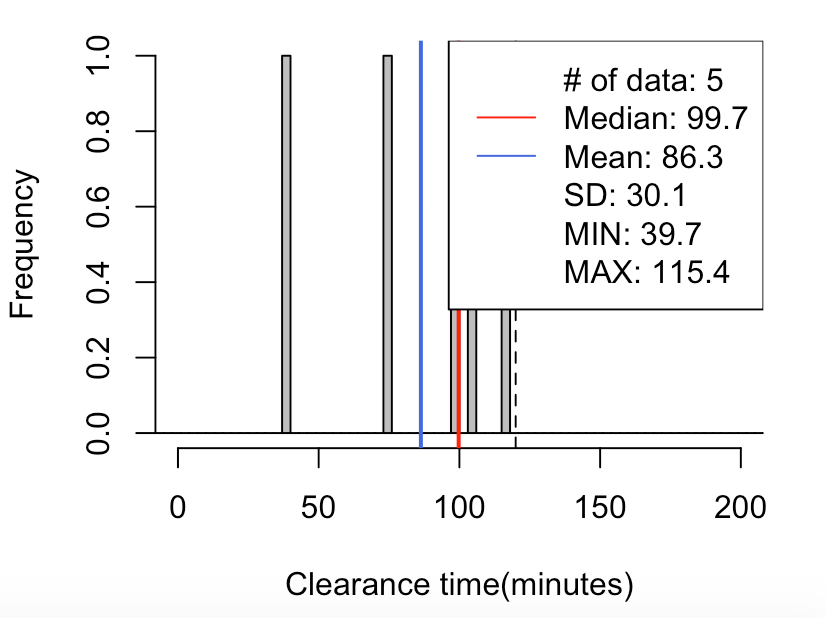 # of data: 5
Median: 99.7
Mean: 86.3
SD: 30.1
MIN: 39.7
MAX: 115.4
Frequency
1.0
0.8
0.6
0.4
0.2
0.0
0 50 100 150 200
Clearance time(minutes)